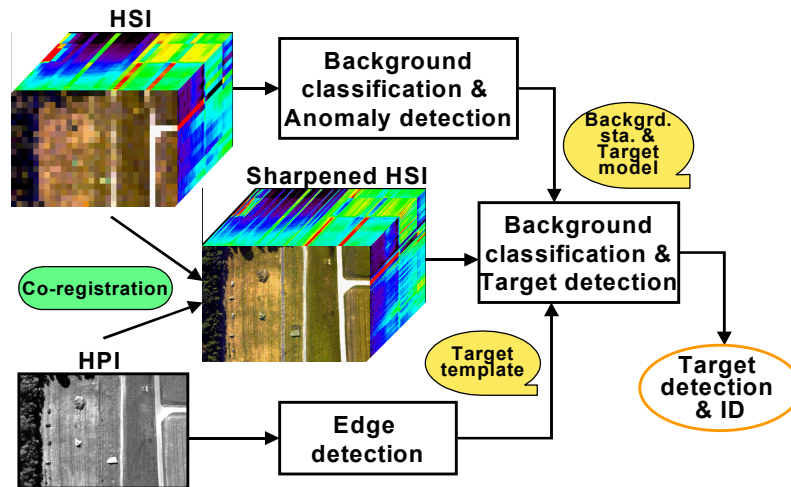 HSI
Background
classification &
Anomaly detection
Backgrd.
sta. &
Target
model
Sharpened HSI
Background
classification &
Target detection
Co-registration
HPI
Target
template
Edge
detection
Target
detection
& ID